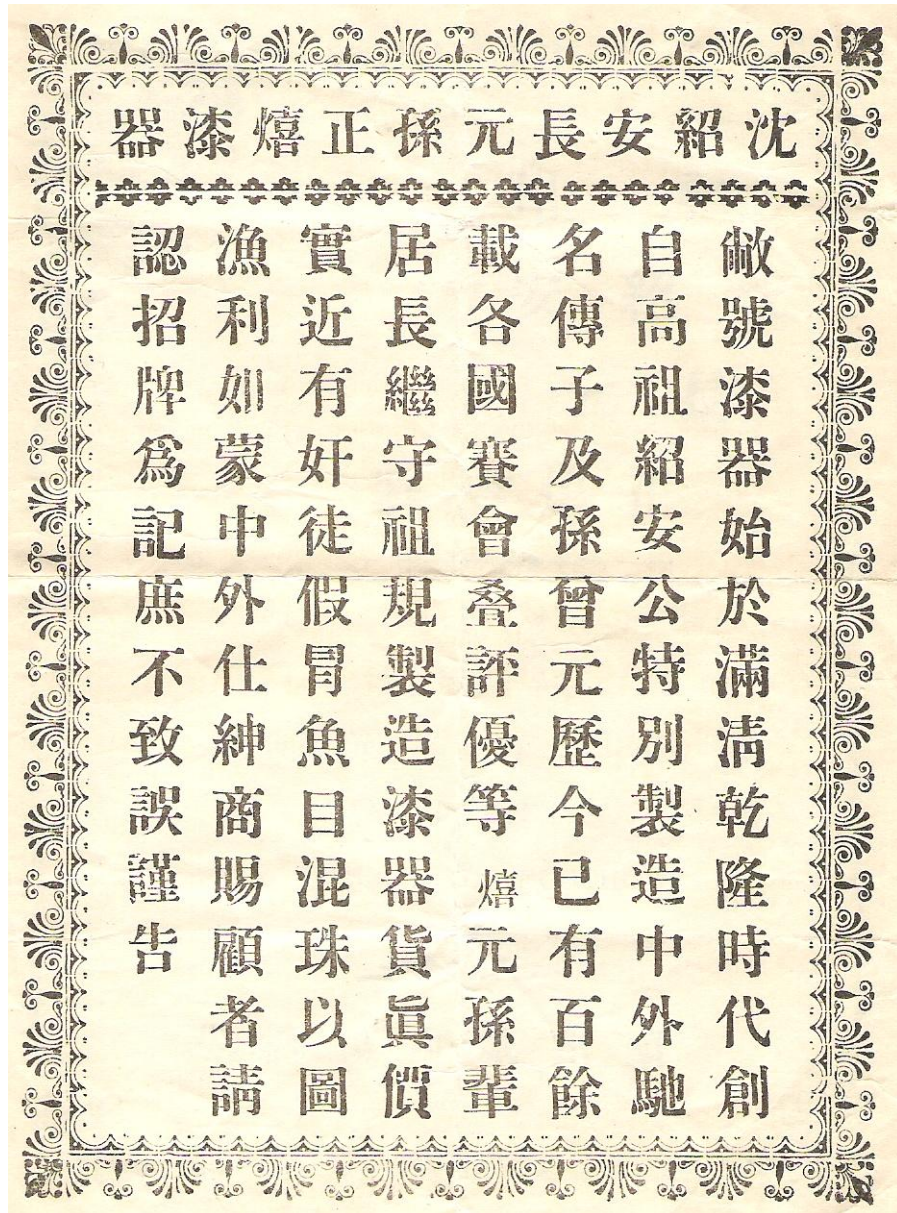 沈紹安長元孫正熺漆器
敝號漆器始於滿淸乾隆時代創
自高祖紹安公特別製造中外馳
名傳子及孫曾元歷今已有百餘
載各國賽會叠評優等熺元孫輩
居長繼守祖規製造漆器貨眞價
實近有奸徒假冒魚目混珠以圖
漁利如蒙中外仕紳商賜顧者請
認招牌爲記庶不致誤謹告